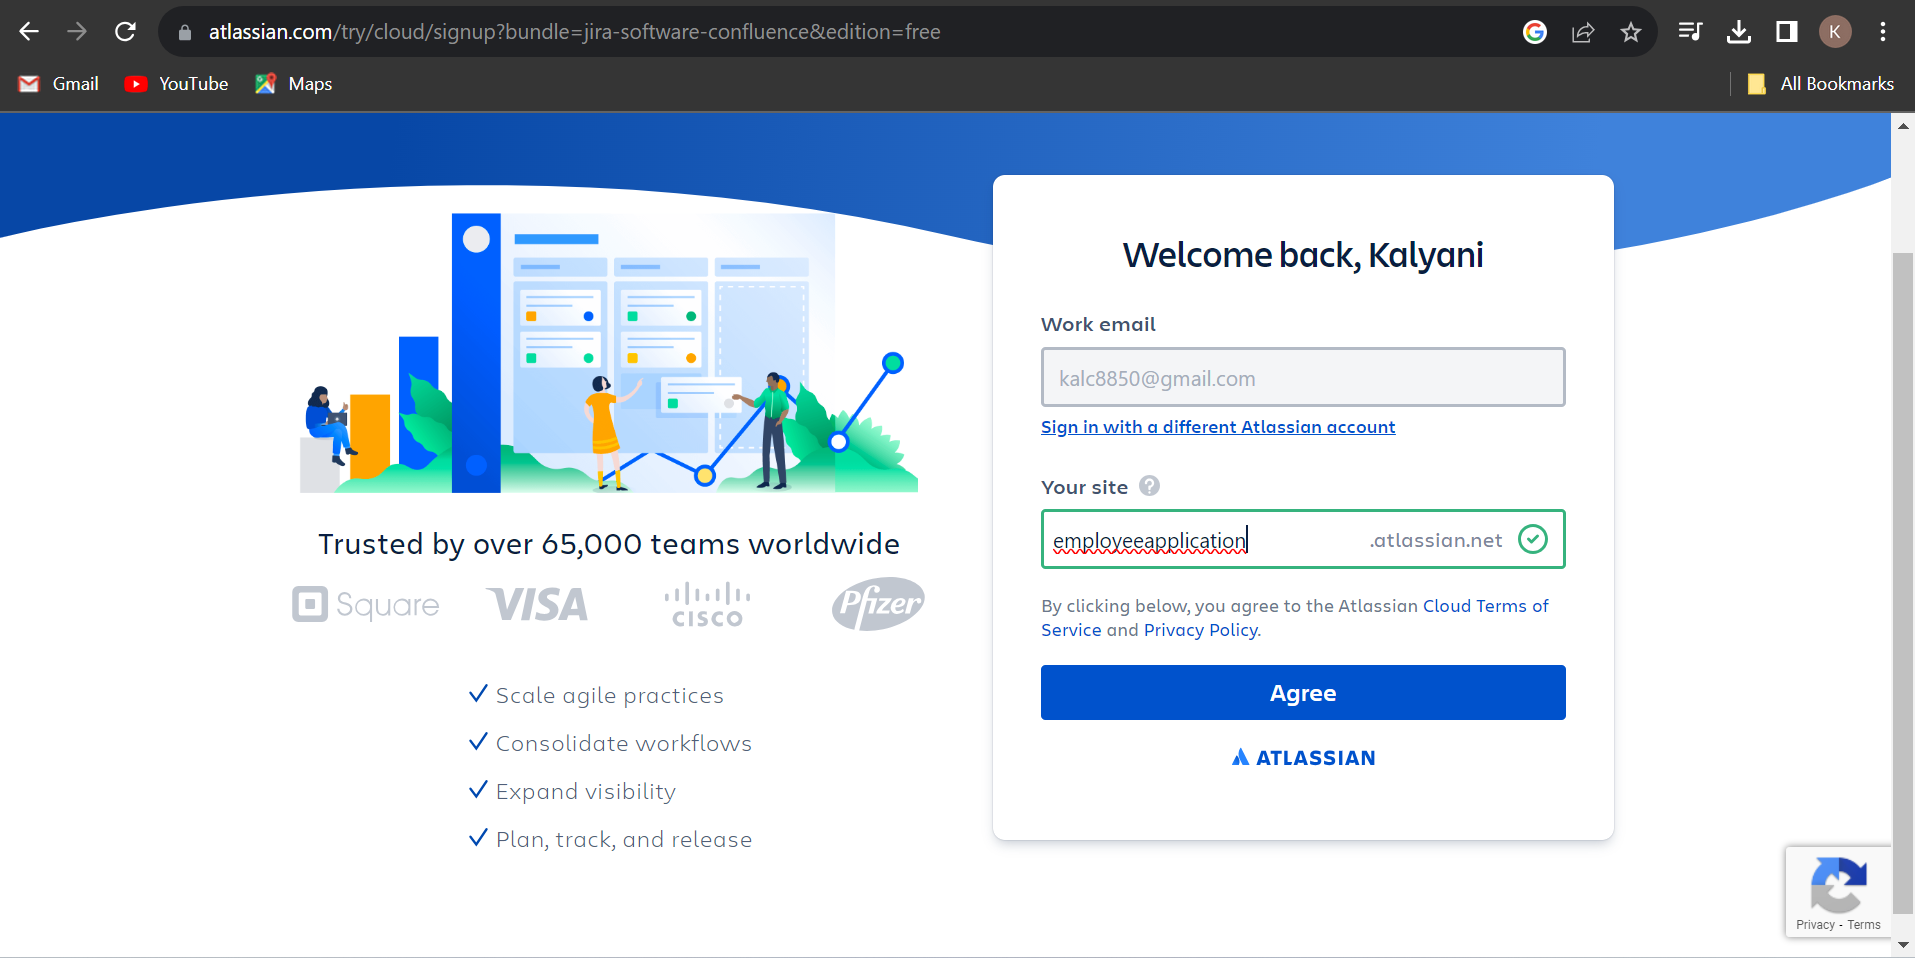 atlassian.com/try/cloud/signup?bundle=jira-software-confluence&edition=free
K
Gmail
YouTube
Maps
All Bookmarks
Trusted by over 65,000 teams worldwide
Square
VISA
CISCO
Pfizer
Scale agile practices
Consolidate workflows
Expand visibility
Plan, track, and release
Welcome back, Kalyani
Work email
kalc8850@gmail.com
Sign in with a different Atlassian account
Your site ?
employeeapplication .atlassian.net
By clicking below, you agree to the Atlassian Cloud Terms of
Service and Privacy Policy.
Agree
ATLASSIAN
Privacy - Terms